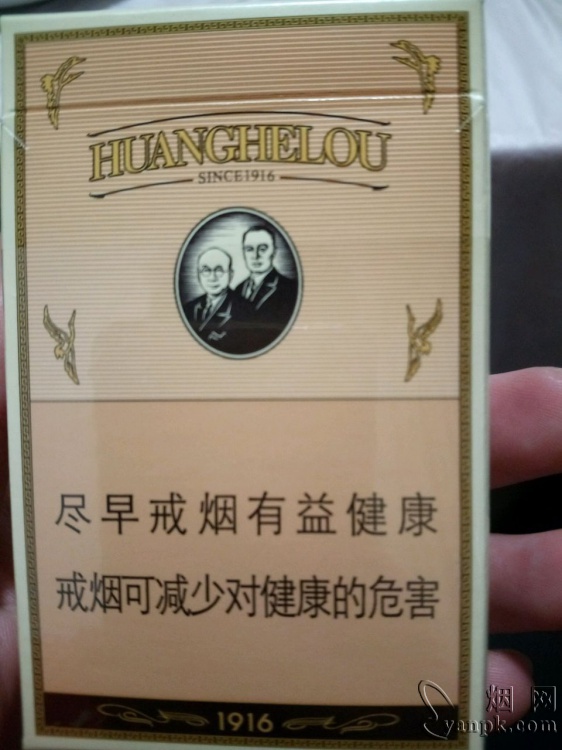 HUANGHELOU
SINCE1916
尽早戒烟有益健康
戒烟可减少对健康的危害
1916
烟网
yanpk.com